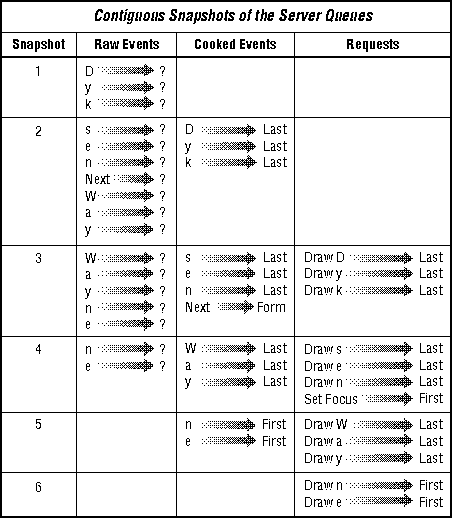 Contiguous Snapshots of the Server Queues
Snapshot Raw Events Cooked Events Requests
1 D ?
y ?
k ?
2 s ? D Last
e ? y Last
n ? k Last
Next ?
W ?
a ?
y ?
3 W ? s Last Draw D Last
a ? e Last Draw y Last
y ? n Last Draw k Last
n ? Next Form
e ?
4 n ? W Last Draw s Last
e ? a Last Draw e Last
y Last Draw n Last
Set Focus First
5 n First Draw W Last
e First Draw a Last
Draw y Last
6 Draw n First
Draw e First